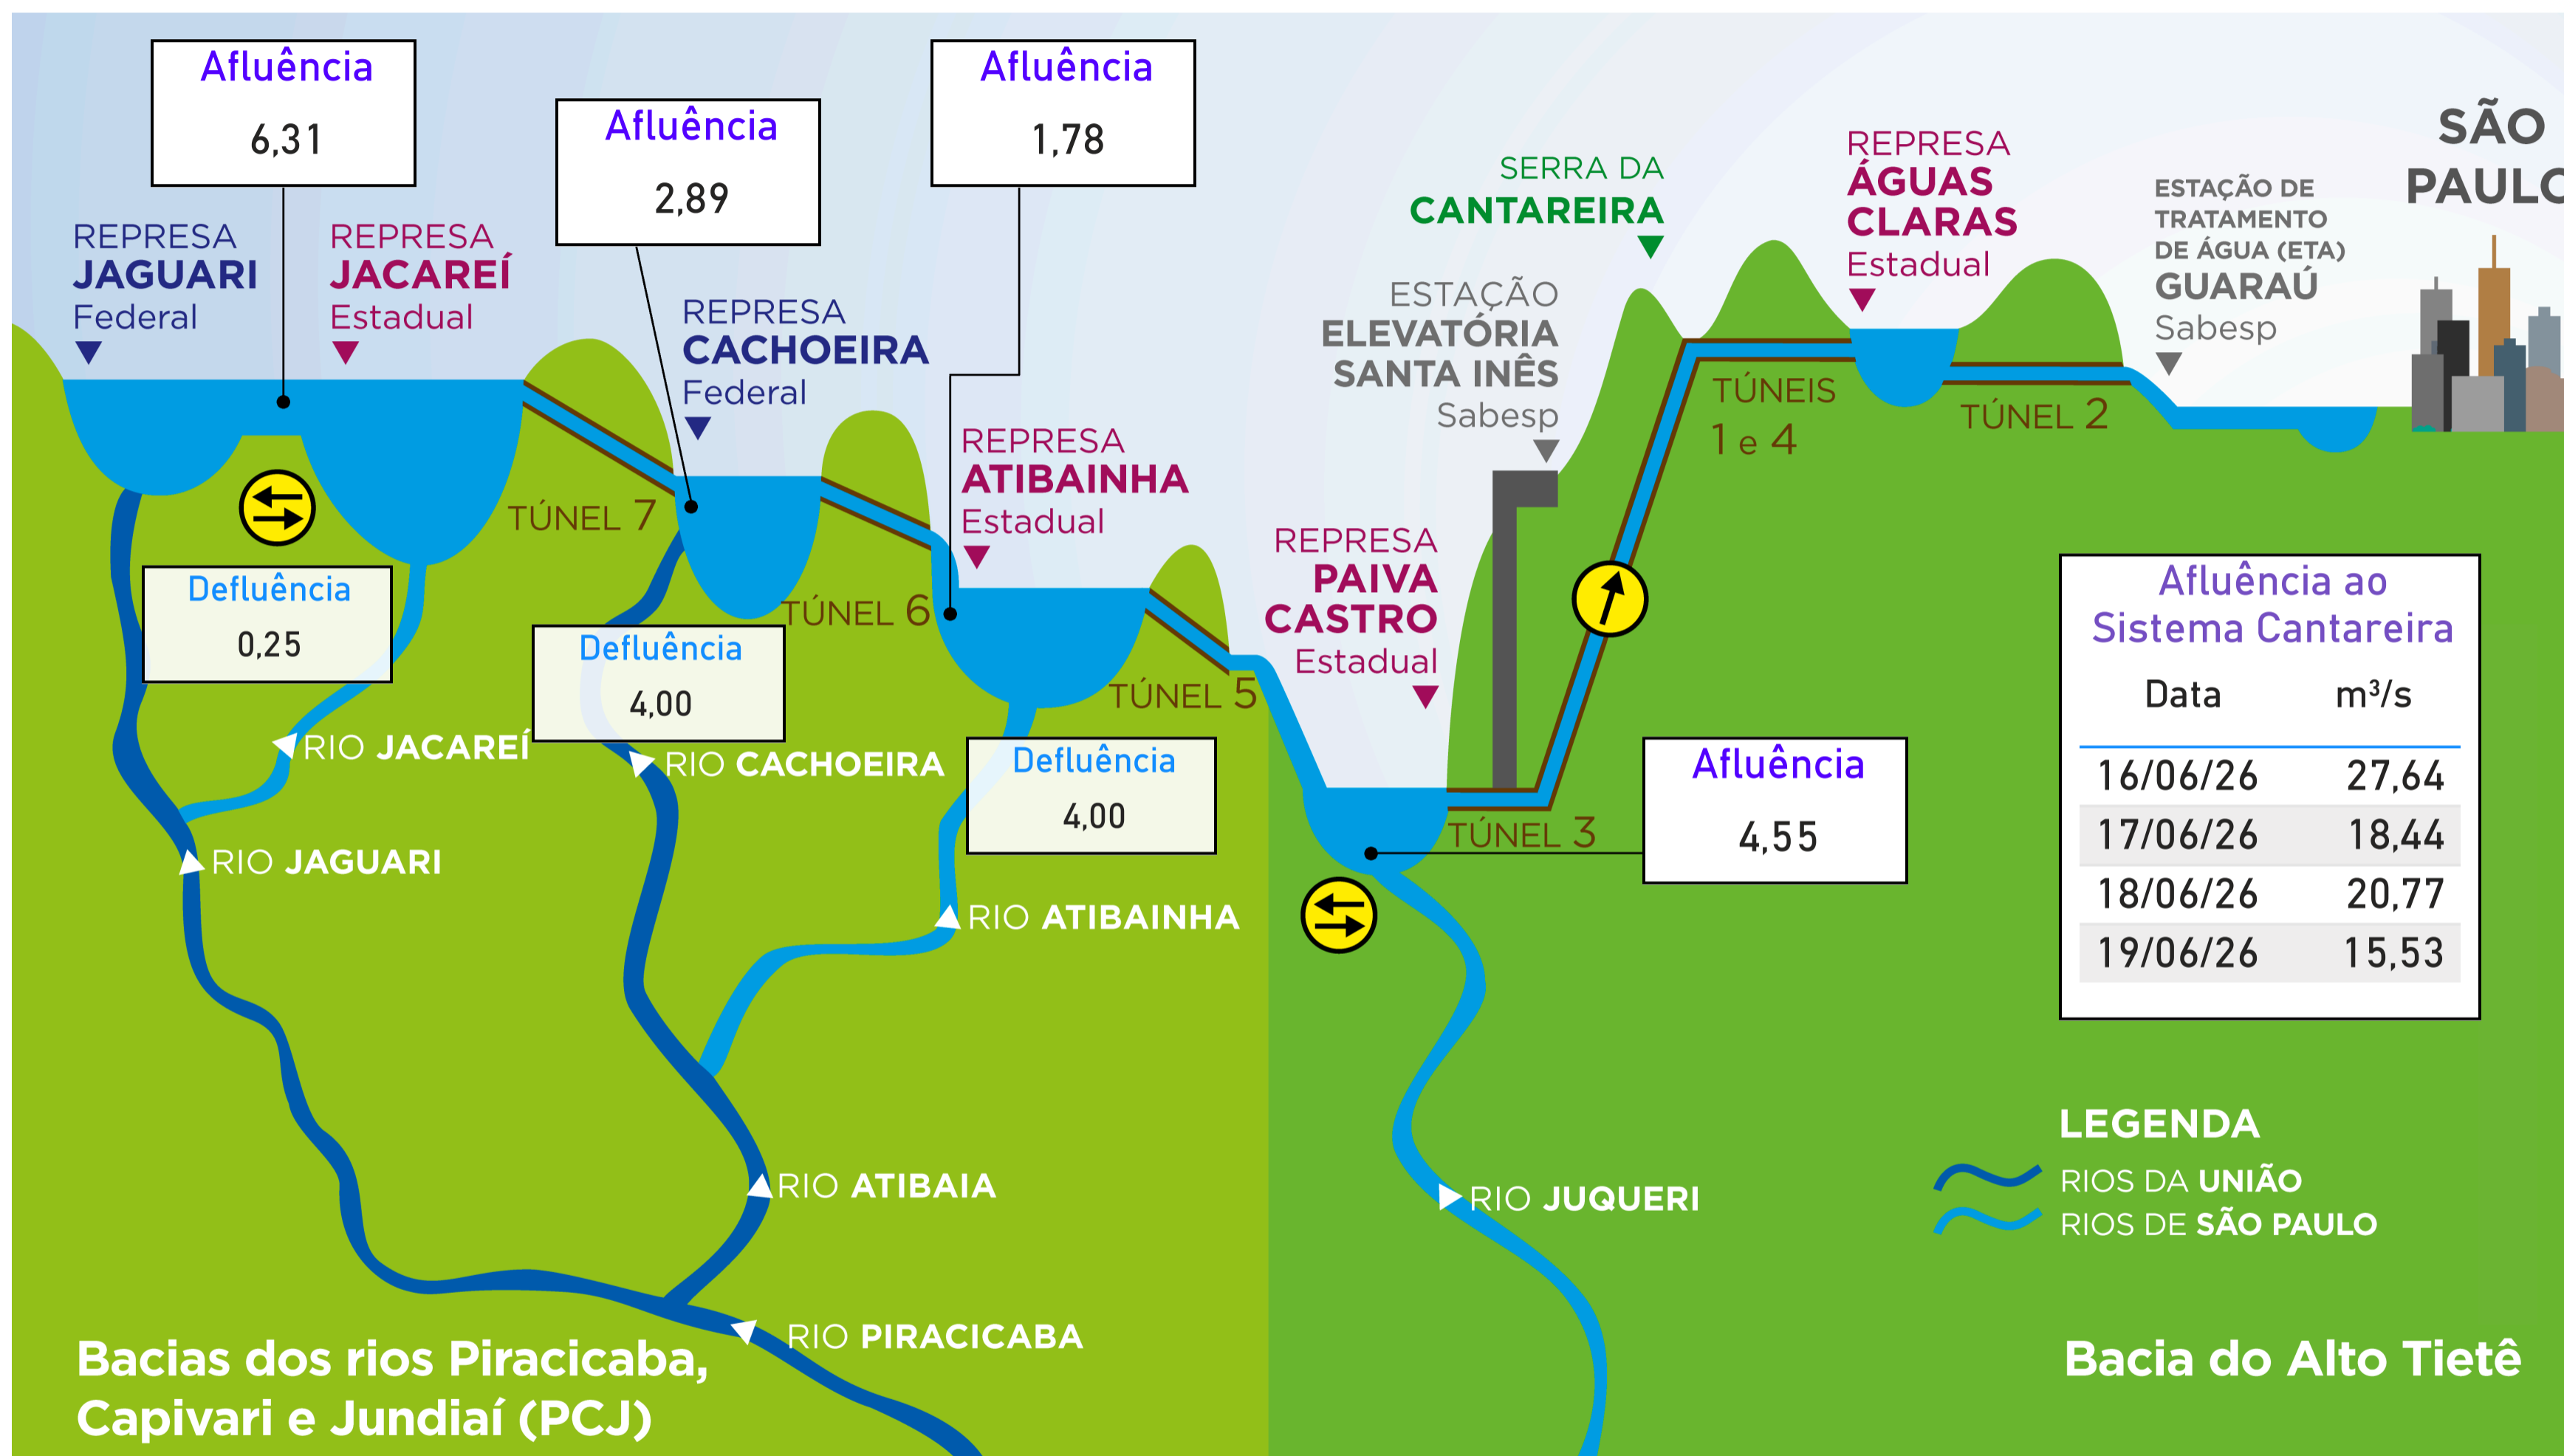 Afluência
6,31
Afluência
2,89
Afluência
1,78
REPRESA
JAGUARI
Federal
REPRESA
JACAREÍ
Estadual
REPRESA
CACHOEIRA
Federal
REPRESA
ATIBAINHA
Estadual
SERRA DA
CANTAREIRA
ESTAÇÃO
ELEVATÓRIA
SANTA INÊS
Sabesp
REPRESA
ÁGUAS
CLARAS
Estadual
ESTAÇÃO DE
TRATAMENTO
DE ÁGUA (ETA)
GUARAÚ
Sabesp
SÃO
PAULO
TÚNEL 7
TÚNEL 6
TÚNEL 5
REPRESA
PAIVA
CASTRO
Estadual
TÚNEIS
1 e 4
TÚNEL 2
TÚNEL 3
Defluência
0,25
Defluência
4,00
Defluência
4,00
Afluência
4,55
RIO JACAREÍ
RIO CACHOEIRA
RIO JAGUARI
RIO ATIBAINHA
RIO ATIBAIA
RIO JUQUERI
RIO PIRACICABA
Afluência ao
Sistema Cantareira
Data m³/s
16/06/26 27,64
17/06/26 18,44
18/06/26 20,77
19/06/26 15,53
LEGENDA
RIOS DA UNIÃO
RIOS DE SÃO PAULO
Bacias dos rios Piracicaba,
Capivari e Jundiaí (PCJ)
Bacia do Alto Tietê